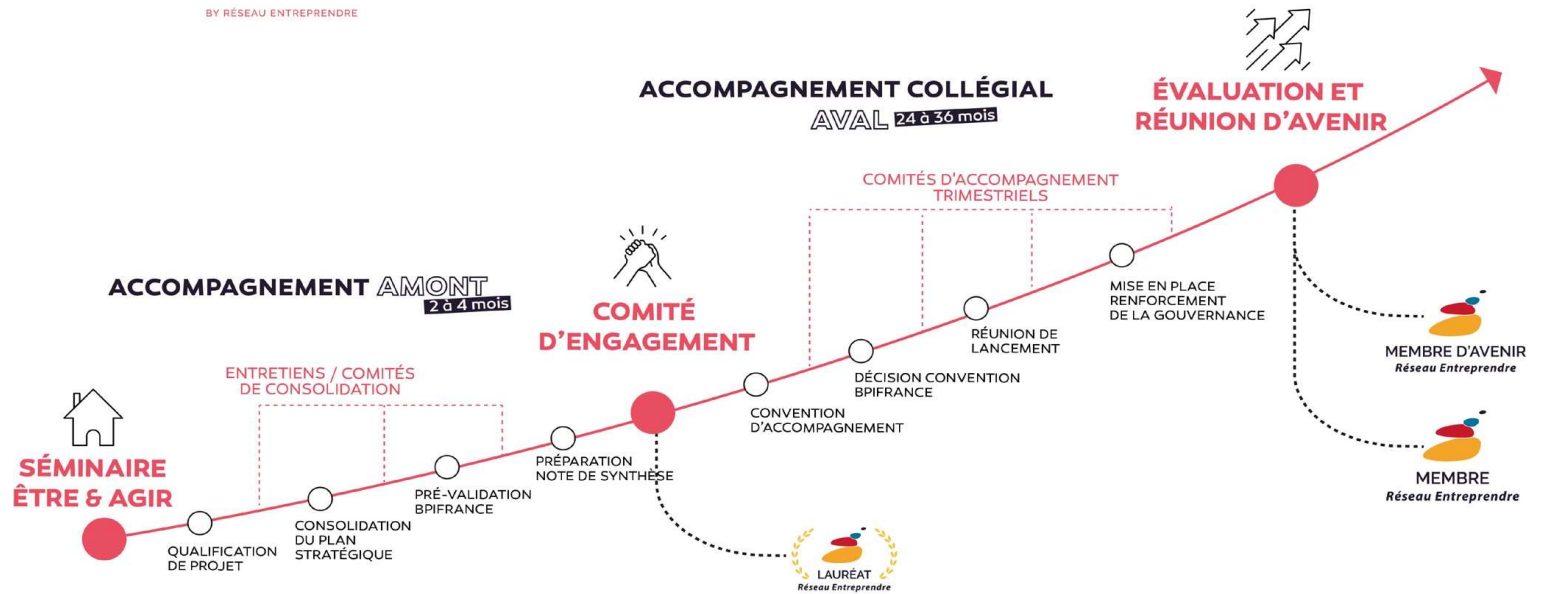 BY RÉSEAU ENTREPRENDRE
ACCOMPAGNEMENT COLLÉGIAL
AVAL 24 à 36 mois
ÉVALUATION ET
RÉUNION D'AVENIR
COMITÉS D'ACCOMPAGNEMENT
TRIMESTRIELS
ACCOMPAGNEMENT AMONT
2 à 4 mois
COMITÉ
D'ENGAGEMENT
MISE EN PLACE
RENFORCEMENT
DE LA GOUVERNANCE
RÉUNION DE
LANCEMENT
MEMBRE D'AVENIR
Réseau Entreprendre
ENTRETIENS / COMITÉS
DE CONSOLIDATION
DÉCISION CONVENTION
BPIFRANCE
CONVENTION
D'ACCOMPAGNEMENT
SÉMINAIRE
ÊTRE & AGIR
PRÉPARATION
NOTE DE SYNTHÈSE
PRÉ-VALIDATION
BPIFRANCE
MEMBRE
Réseau Entreprendre
CONSOLIDATION
DU PLAN
STRATÉGIQUE
QUALIFICATION
DE PROJET
LAURÉAT
Réseau Entreprendre